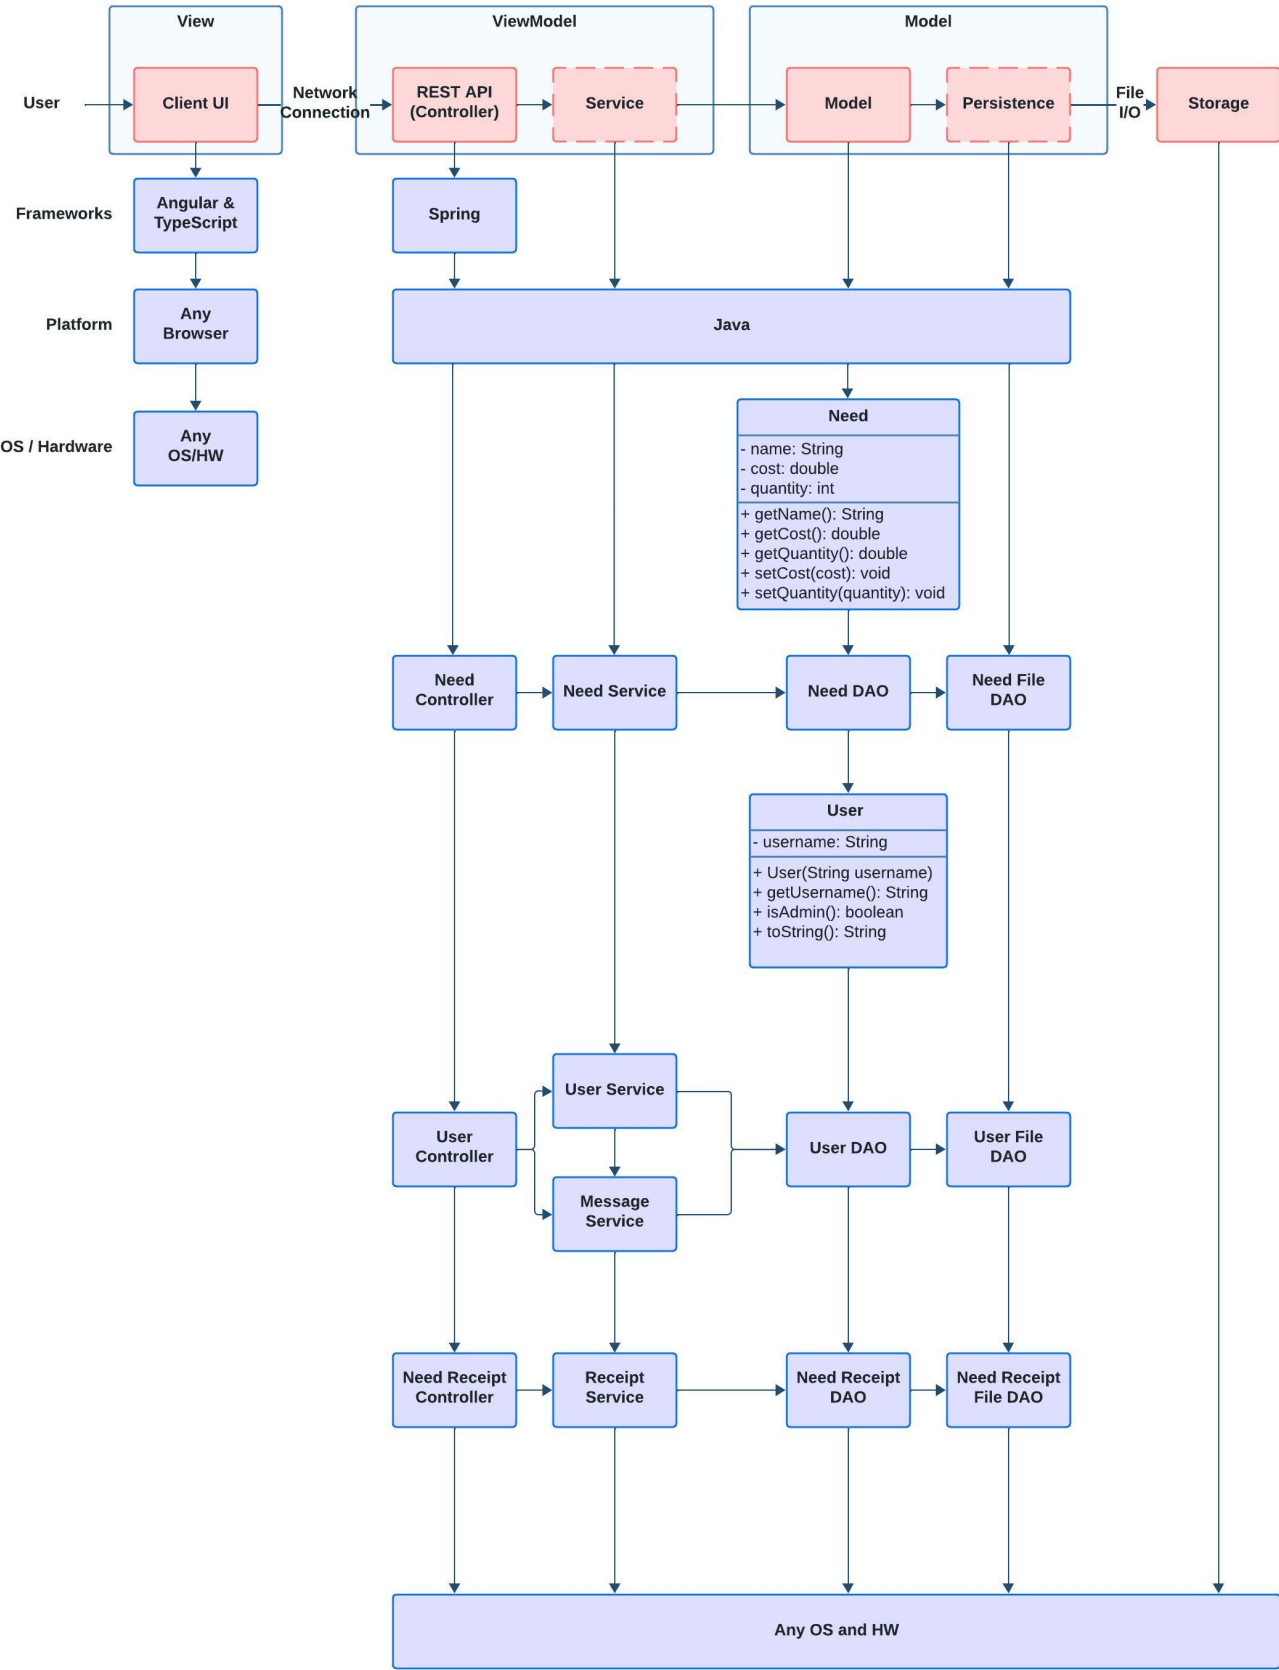 View
ViewModel
Model
User
Client UI
Network
Connection
REST API
(Controller)
Service
Model
Persistence
File
I/O
Storage
Frameworks
Angular &
TypeScript
Spring
Platform
Any
Browser
Java
OS / Hardware
Any
OS/HW
Need
- name: String
- cost: double
- quantity: int
+ getName(): String
+ getCost(): double
+ getQuantity(): double
+ setCost(cost): void
+ setQuantity(quantity): void
Need
Controller
Need Service
Need DAO
Need File
DAO
User
- username: String
+ User(String username)
+ getUsername(): String
+ isAdmin(): boolean
+ toString(): String
User Service
User
Controller
User DAO
User File
DAO
Message
Service
Need Receipt
Controller
Receipt
Service
Need Receipt
DAO
Need Receipt
File DAO
Any OS and HW